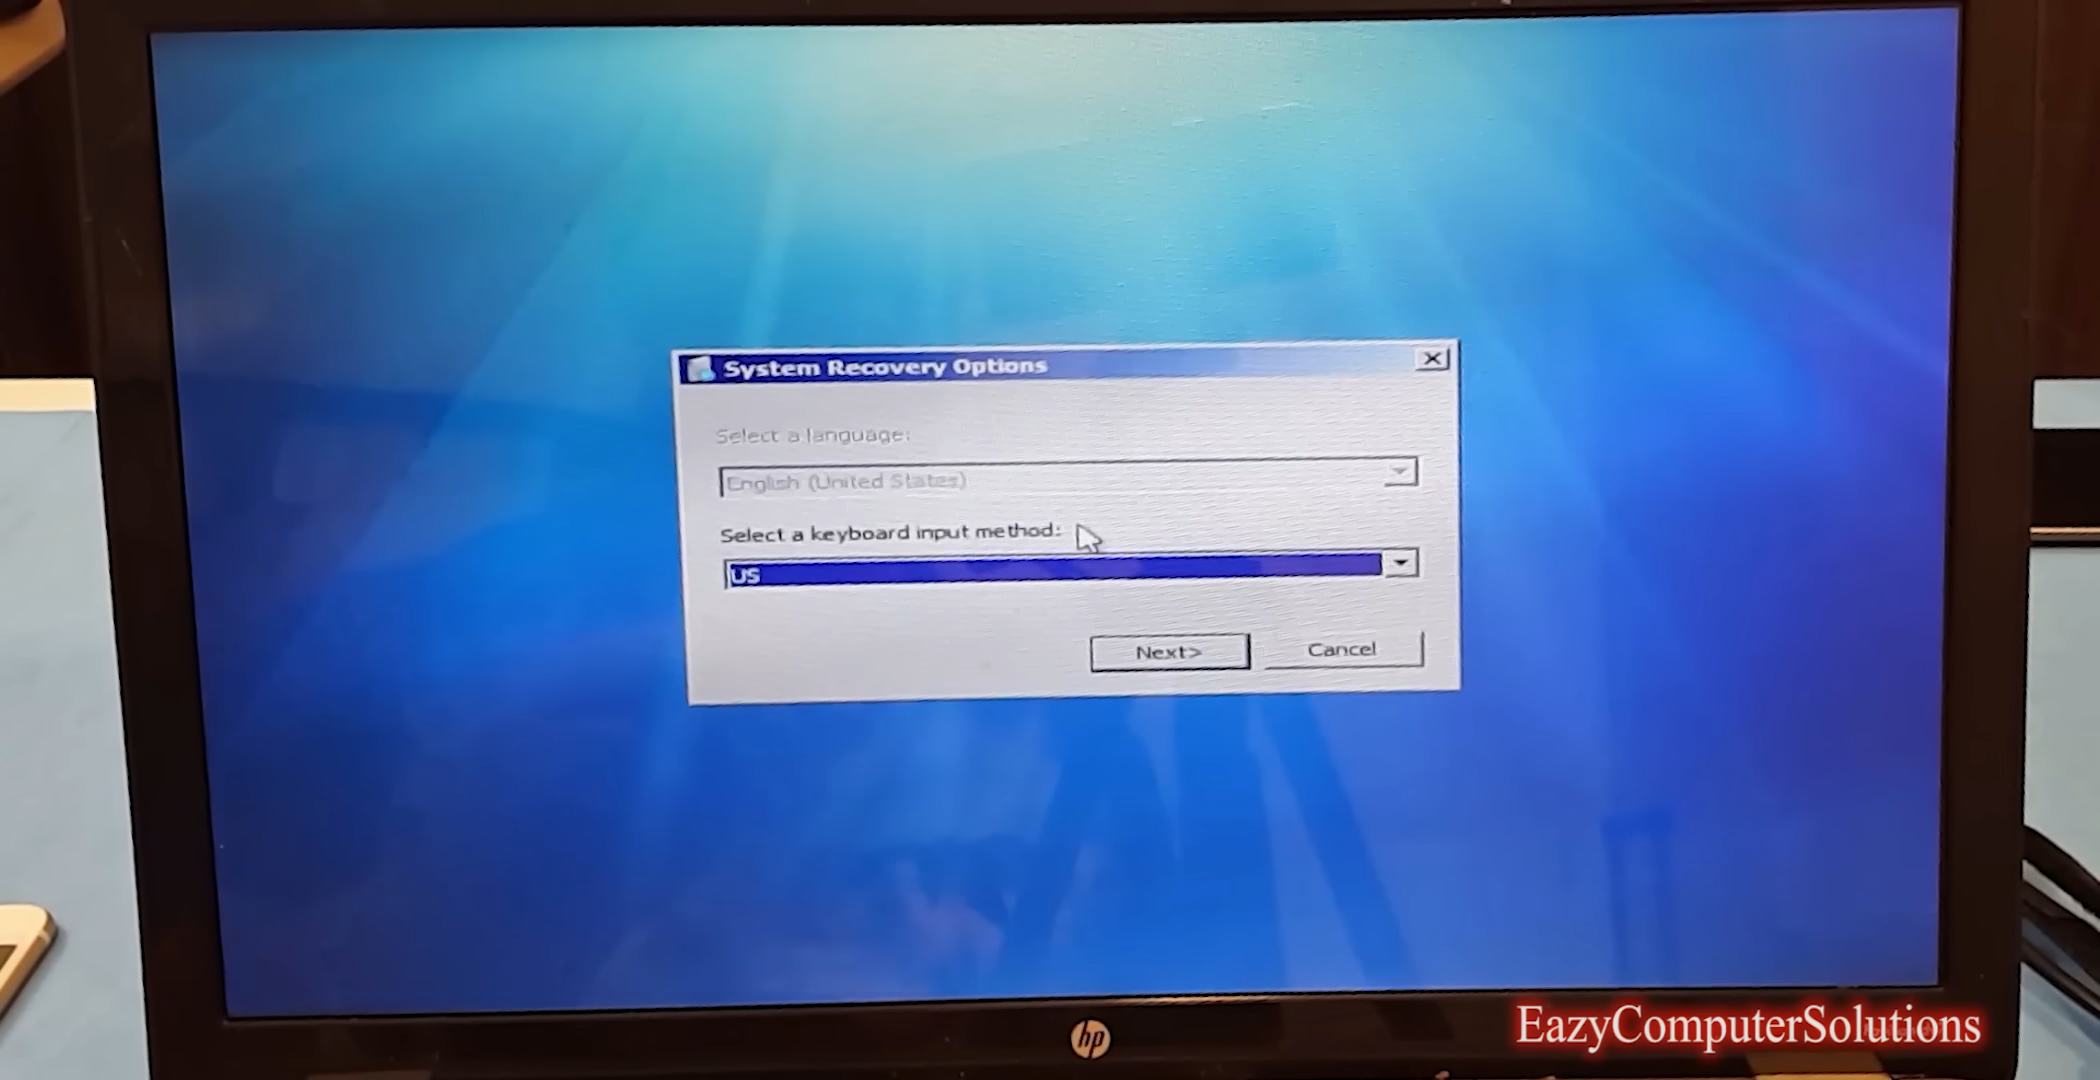 System Recovery Options
Select a language:
English (United States)
Select a keyboard input method:
US
Next>
Cancel
hp
EazyComputerSolutions